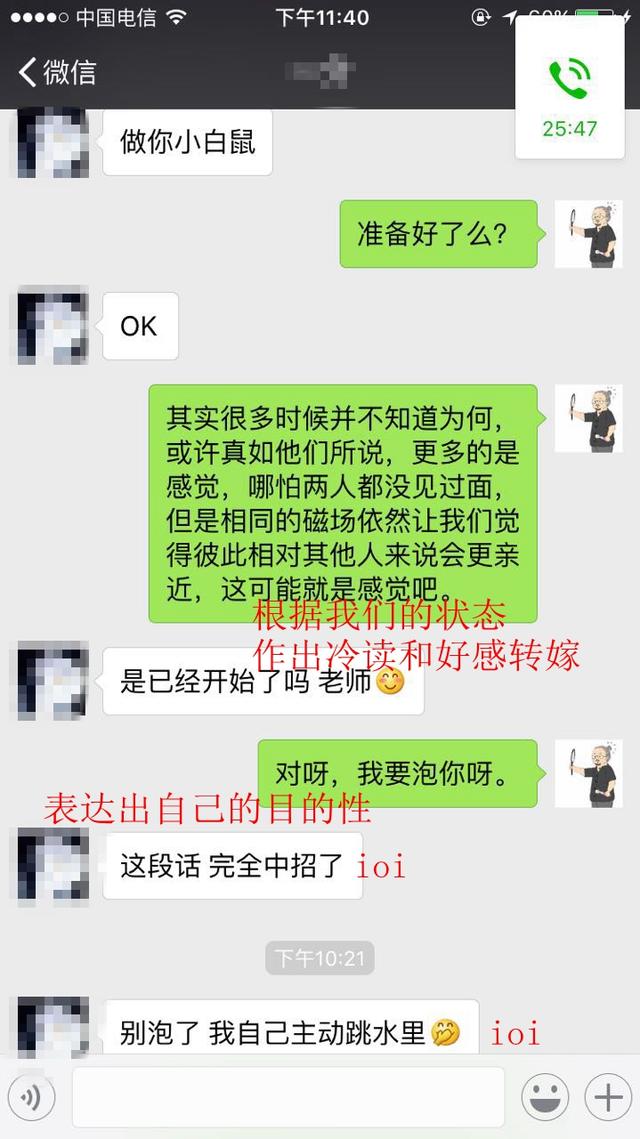 中国电信 下午11:40 60%
微信
25:47
做你小白鼠
准备好了么?
OK
其实很多时候并不知道为何，
或许真如他们所说，更多的是
感觉，哪怕两人都没见过面，
但是相同的磁场依然让我们觉
得彼此相对其他人来说会更亲
近，这可能就是感觉吧。
根据我们的状态
作出冷读和好感转嫁
是已经开始了吗 老师😊
对呀，我要泡你呀。
表达出自己的目的性
这段话 完全中招了 ioi
下午10:21
别泡了 我自己主动跳水里🤭 ioi